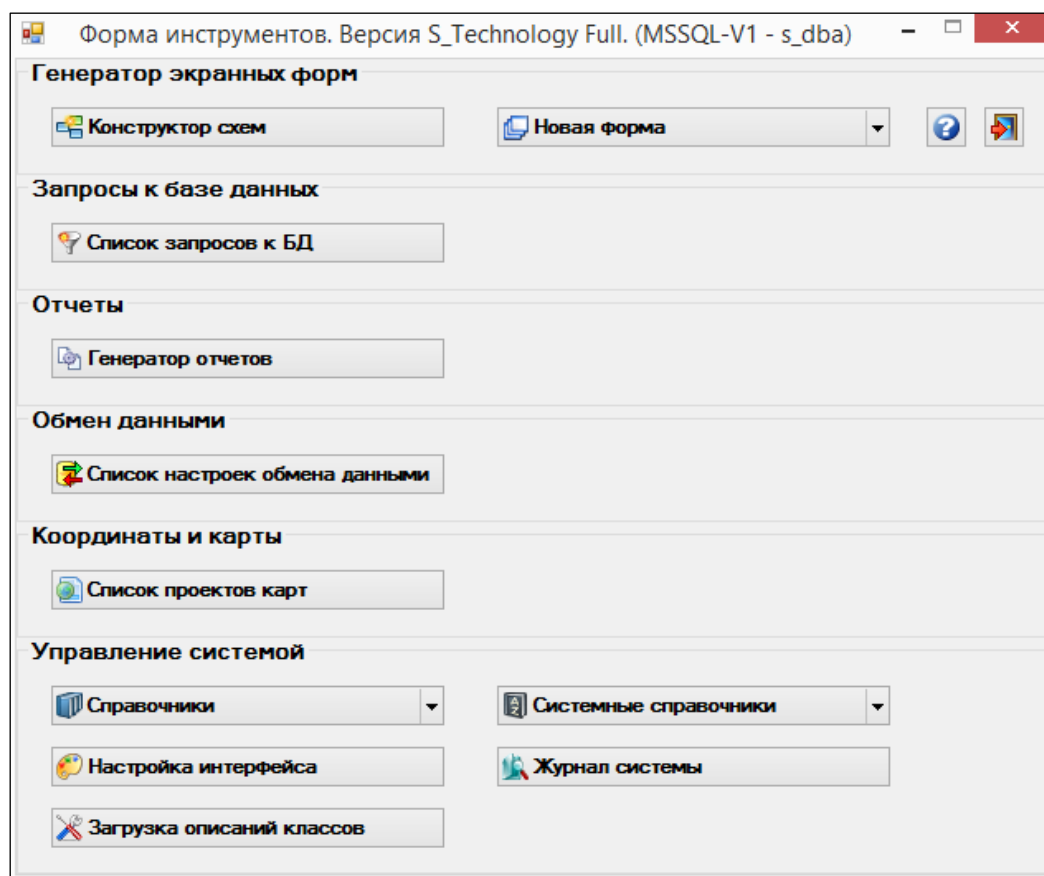 Форма инструментов. Версия S_Technology Full. (MSSQL-V1 - s_dba)
Генератор экранных форм
Конструктор схем
Новая форма
Запросы к базе данных
Список запросов к БД
Отчеты
Генератор отчетов
Обмен данными
Список настроек обмена данными
Координаты и карты
Список проектов карт
Управление системой
Справочники
Системные справочники
Настройка интерфейса
Журнал системы
Загрузка описаний классов